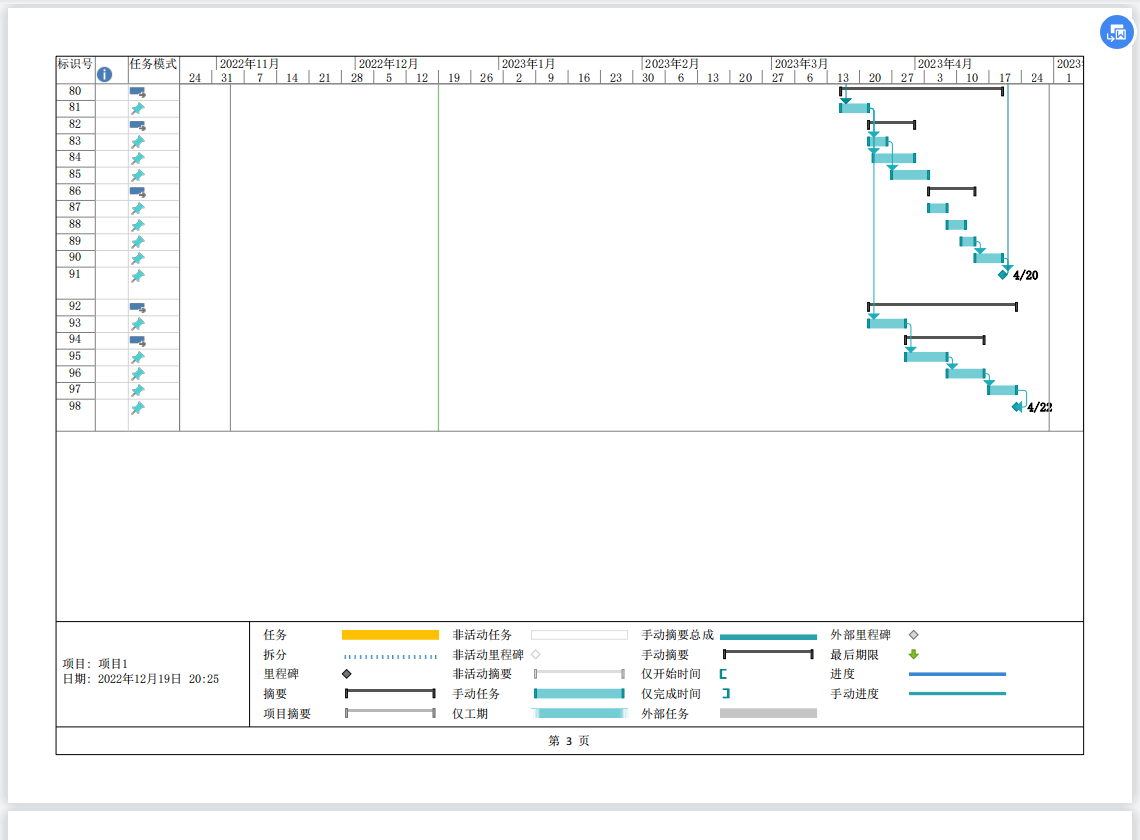 标识号 任务模式 2022年11月 2022年12月 2023年1月 2023年2月 2023年3月 2023年4月 2023
24 31 7 14 21 28 5 12 19 26 2 9 16 23 30 6 13 20 27 6 13 20 27 3 10 17 24 1
80
81
82
83
84
85
86
87
88
89
90
91 4/20
92
93
94
95
96
97
98 4/22
项目: 项目1
日期: 2022年12月19日 20:25
任务 非活动任务 手动摘要总成 外部里程碑
拆分 非活动里程碑 手动摘要 最后期限
里程碑 非活动摘要 仅开始时间 进度
摘要 手动任务 仅完成时间 手动进度
项目摘要 仅工期 外部任务
第 3 页